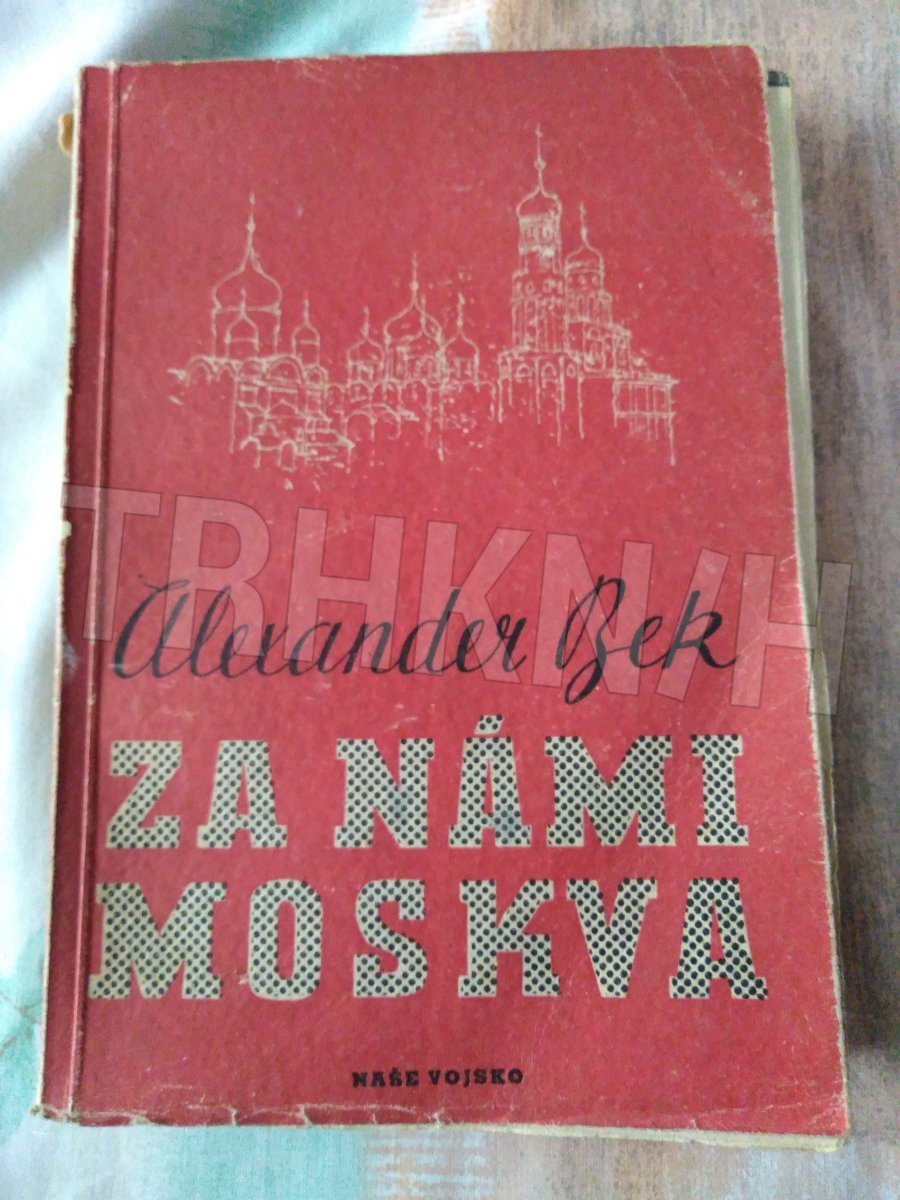 TRHKNIH
Alexander Bek
ZA NÁMI
MOSKVA
NAŠE VOJSKO